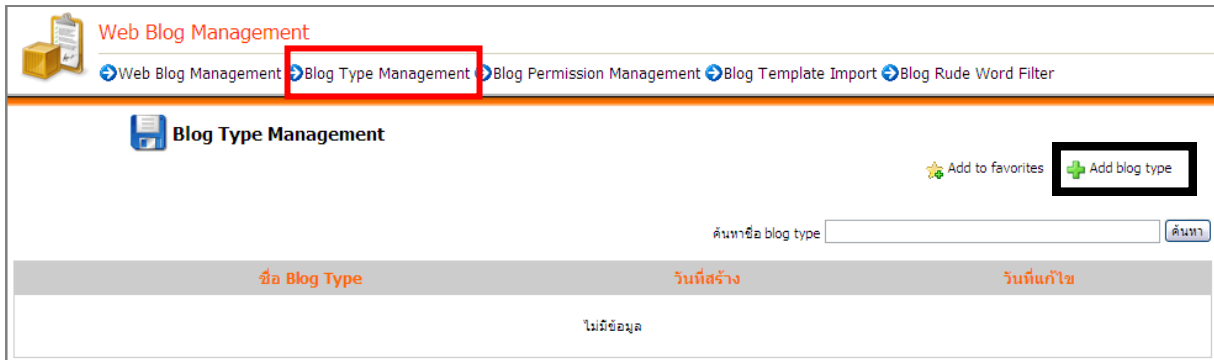 Web Blog Management
Web Blog Management Blog Type Management Blog Permission Management Blog Template Import Blog Rude Word Filter
Blog Type Management
Add to favorites Add blog type
ค้นหาชื่อ blog type ค้นหา
ชื่อ Blog Type วันที่สร้าง วันที่แก้ไข
ไม่มีข้อมูล